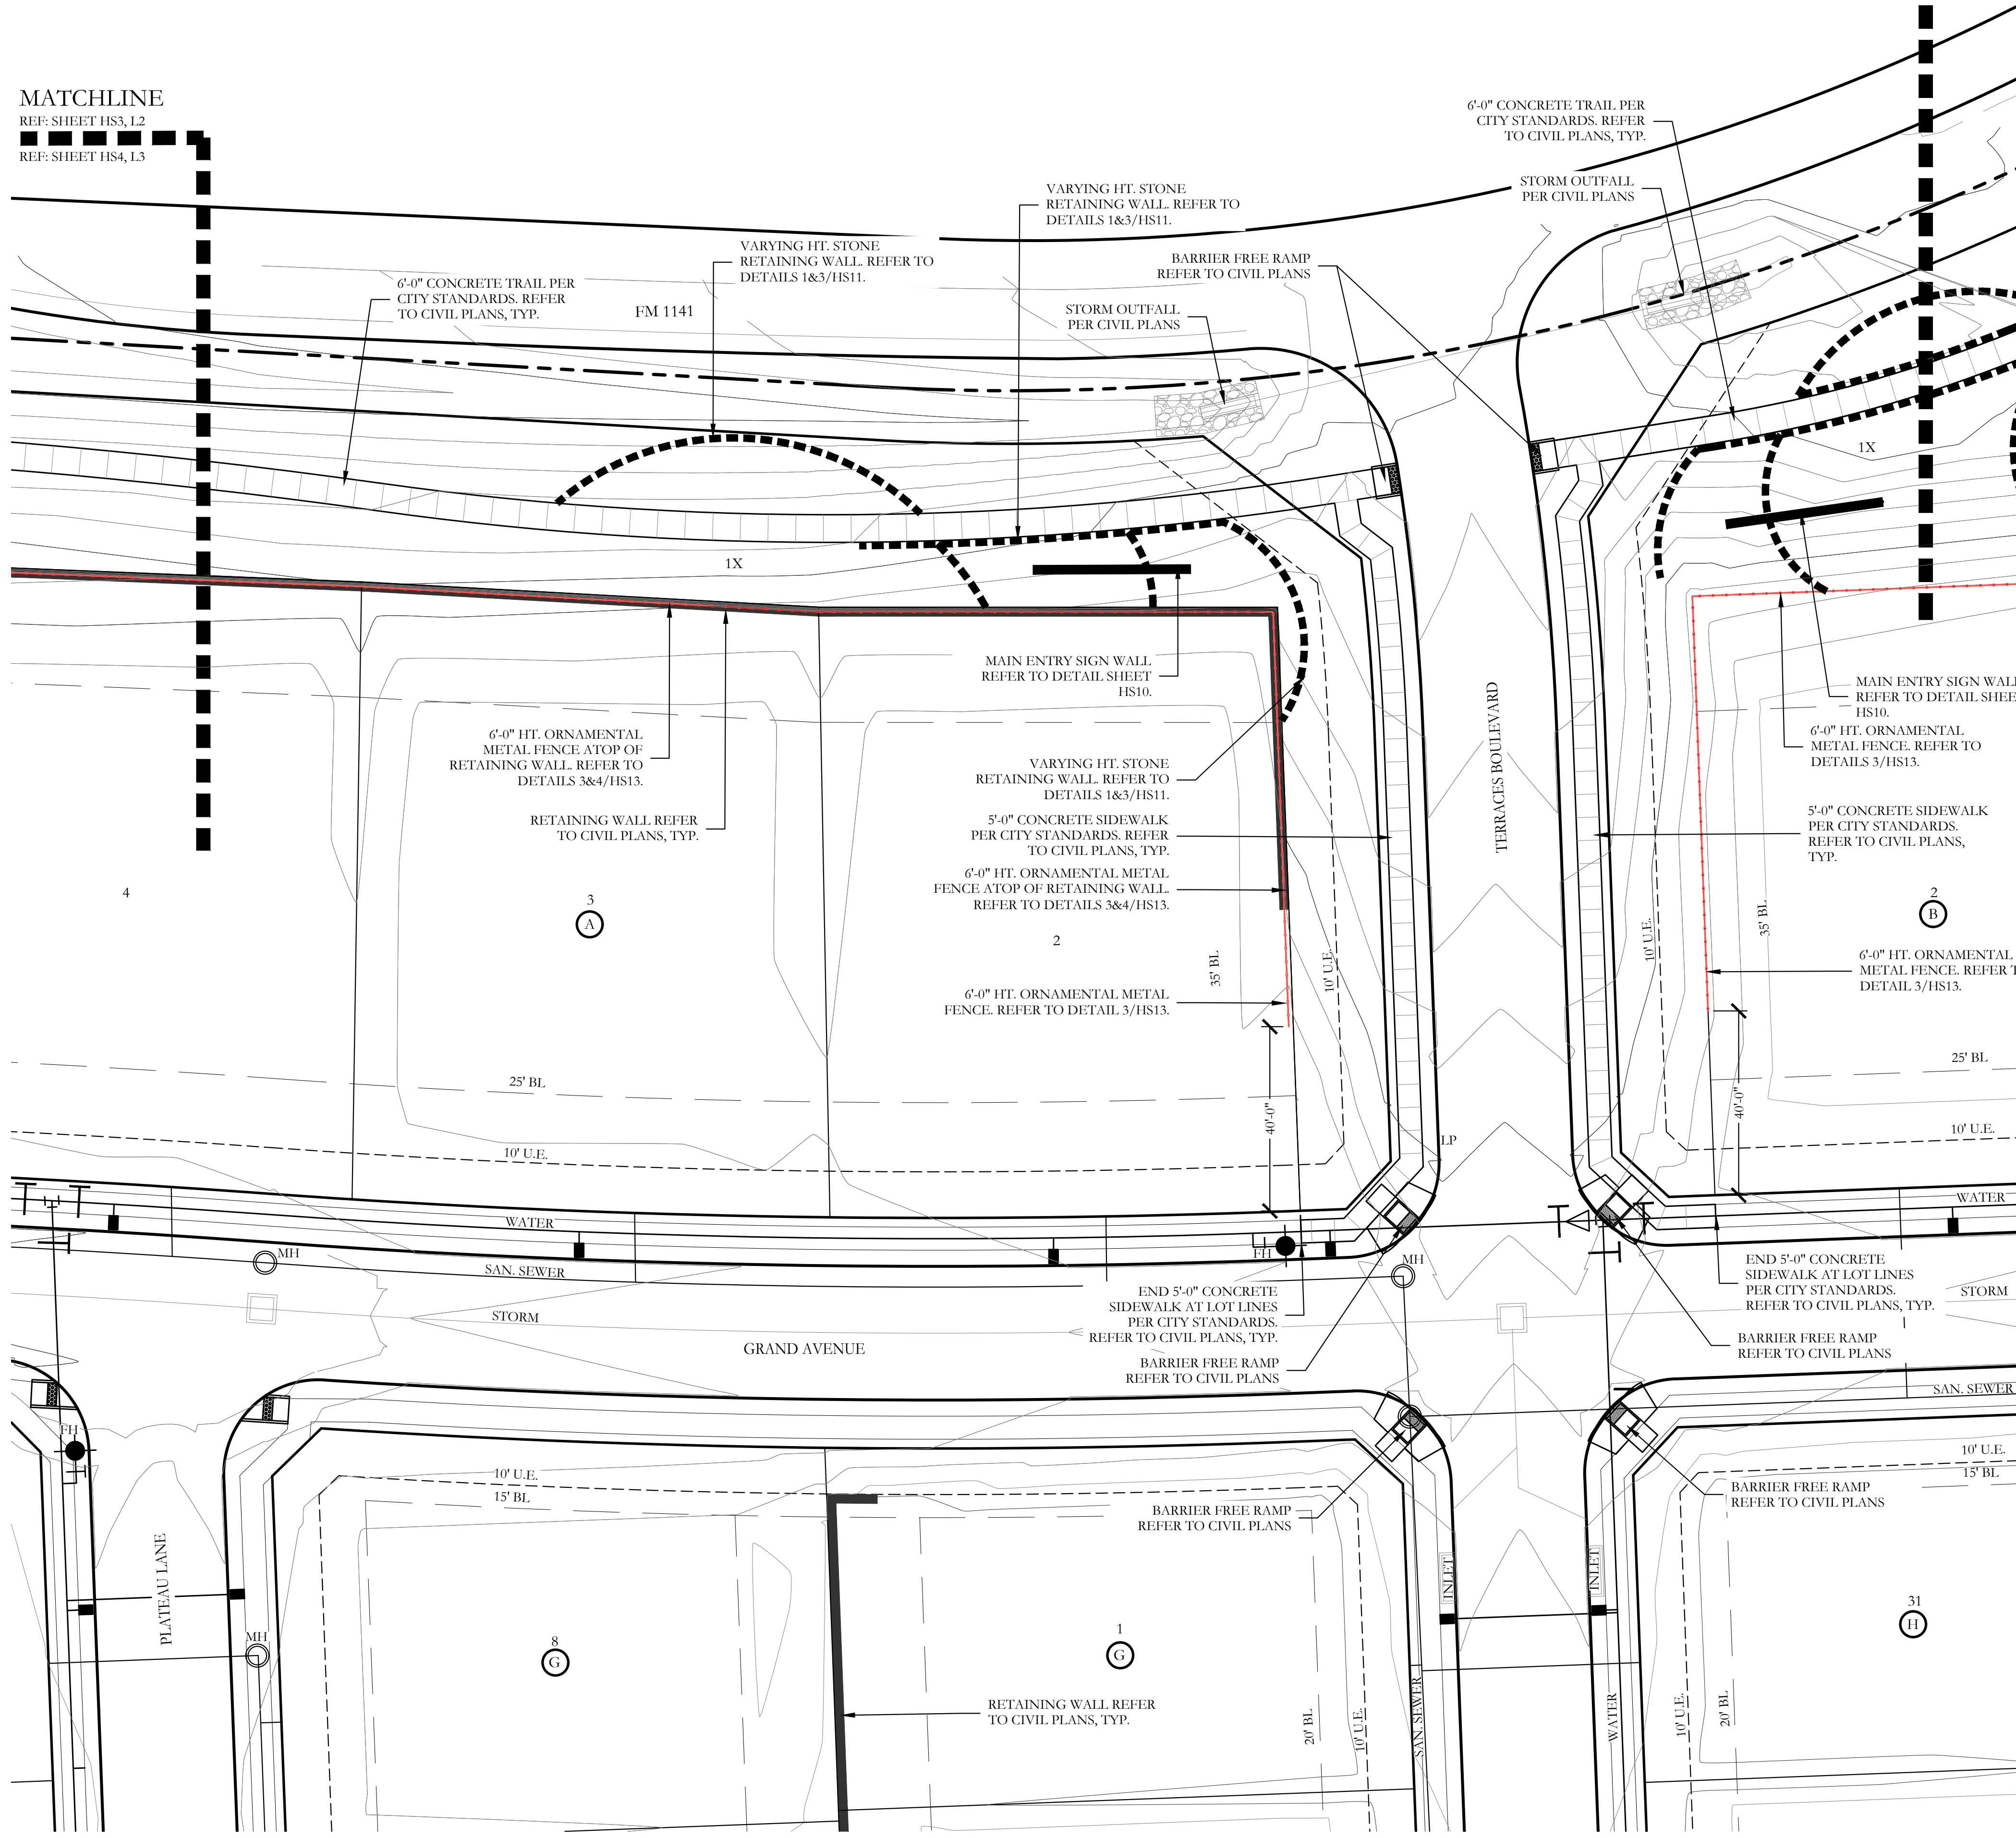 MATCHLINE
REF: SHEET HS3, L2
REF: SHEET HS4, L3
6'-0" CONCRETE TRAIL PER
CITY STANDARDS. REFER
TO CIVIL PLANS, TYP.
STORM OUTFALL
PER CIVIL PLANS
VARYING HT. STONE
RETAINING WALL. REFER TO
DETAILS 1&3/HS11.
VARYING HT. STONE
RETAINING WALL. REFER TO
DETAILS 1&3/HS11.
BARRIER FREE RAMP
REFER TO CIVIL PLANS
6'-0" CONCRETE TRAIL PER
CITY STANDARDS. REFER
TO CIVIL PLANS, TYP.
FM 1141
STORM OUTFALL
PER CIVIL PLANS
1X
1X
MAIN ENTRY SIGN WALL
REFER TO DETAIL SHEET
HS10.
MAIN ENTRY SIGN WALL
REFER TO DETAIL SHEE
HS10.
6'-0" HT. ORNAMENTAL
METAL FENCE ATOP OF
RETAINING WALL. REFER TO
DETAILS 3&4/HS13.
6'-0" HT. ORNAMENTAL
METAL FENCE. REFER TO
DETAILS 3/HS13.
TERRACES BOULEVARD
VARYING HT. STONE
RETAINING WALL. REFER TO
DETAILS 1&3/HS11.
RETAINING WALL REFER
TO CIVIL PLANS, TYP.
5'-0" CONCRETE SIDEWALK
PER CITY STANDARDS. REFER
TO CIVIL PLANS, TYP.
5'-0" CONCRETE SIDEWALK
PER CITY STANDARDS.
REFER TO CIVIL PLANS,
TYP.
6'-0" HT. ORNAMENTAL METAL
FENCE ATOP OF RETAINING WALL.
REFER TO DETAILS 3&4/HS13.
4
3
A
2
2
B
35' BL
10' U.E.
10' U.E.
35' BL
6'-0" HT. ORNAMENTAL
METAL FENCE. REFER T
DETAIL 3/HS13.
6'-0" HT. ORNAMENTAL METAL
FENCE. REFER TO DETAIL 3/HS13.
25' BL
25' BL
40'-0"
40'-0"
10' U.E.
10' U.E.
LP
WATER
WATER
MH
SAN. SEWER
FH
MH
END 5'-0" CONCRETE
SIDEWALK AT LOT LINES
PER CITY STANDARDS.
REFER TO CIVIL PLANS, TYP.
END 5'-0" CONCRETE
SIDEWALK AT LOT LINES
PER CITY STANDARDS.
REFER TO CIVIL PLANS, TYP.
STORM
STORM
GRAND AVENUE
BARRIER FREE RAMP
REFER TO CIVIL PLANS
BARRIER FREE RAMP
REFER TO CIVIL PLANS
SAN. SEWER
FH
10' U.E.
15' BL
10' U.E.
15' BL
BARRIER FREE RAMP
REFER TO CIVIL PLANS
BARRIER FREE RAMP
REFER TO CIVIL PLANS
PLATEAU LANE
INLET
INLET
MH
8
G
1
G
31
H
RETAINING WALL REFER
TO CIVIL PLANS, TYP.
20' BL
10' U.E.
SAN. SEWER
WATER
10' U.E.
20' BL